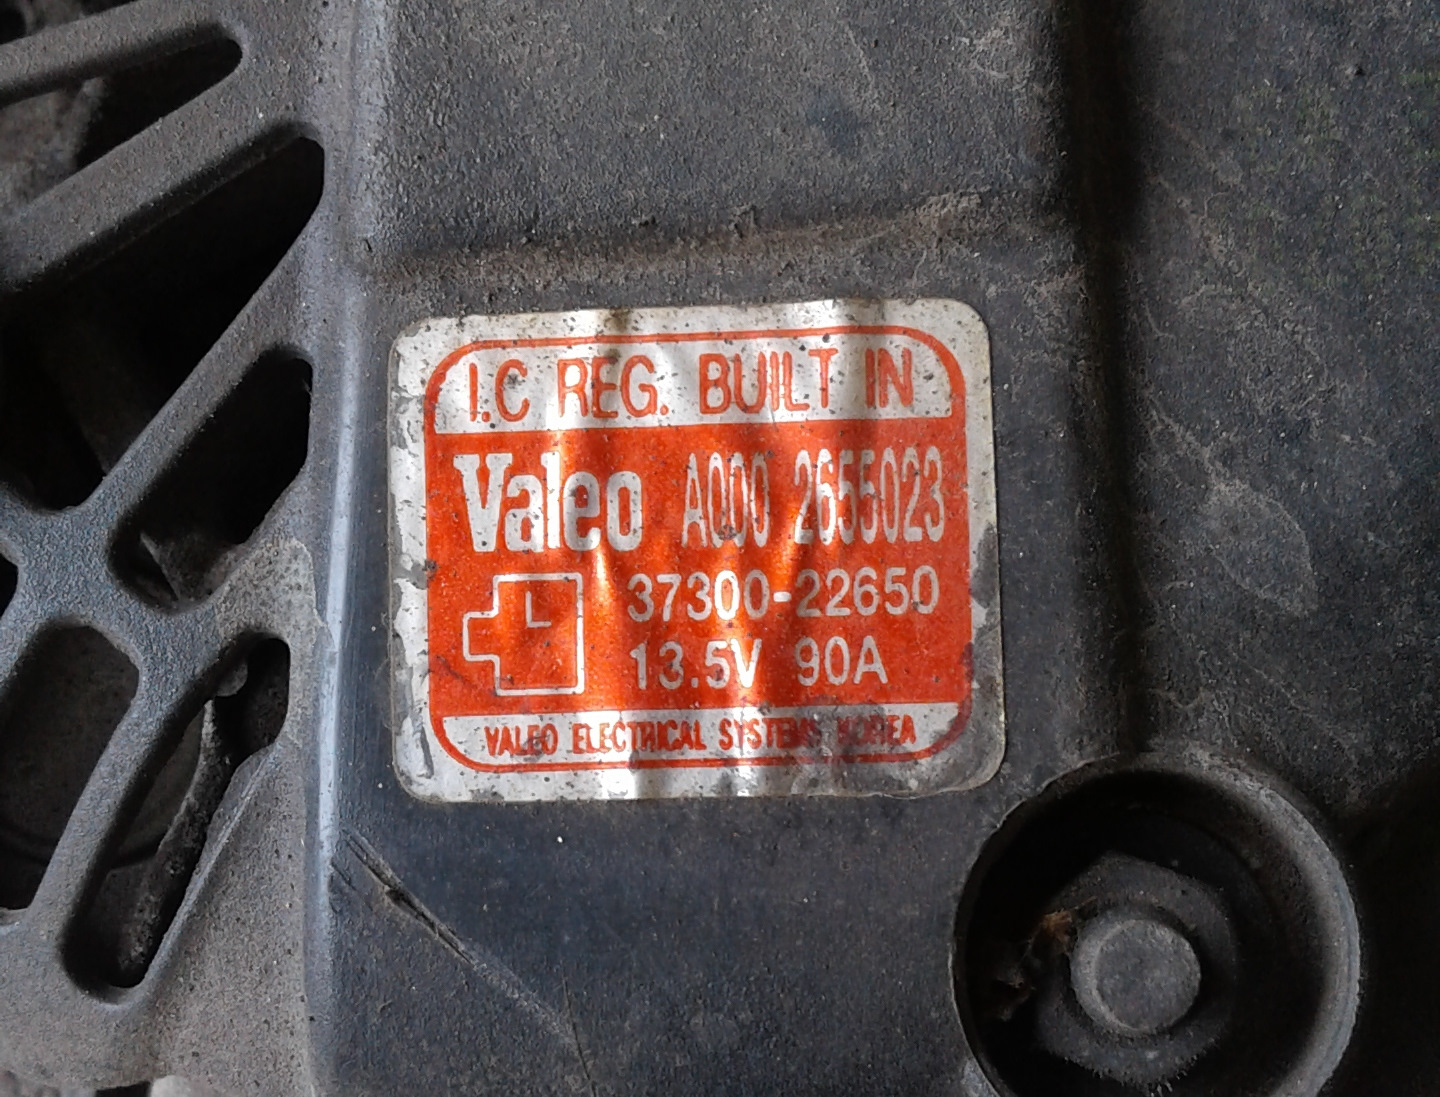 I.C REG. BUILT IN
Valeo A000 2655023
L
37300-22650
13.5V 90A
VALEO ELECTRICAL SYSTEMS KOREA